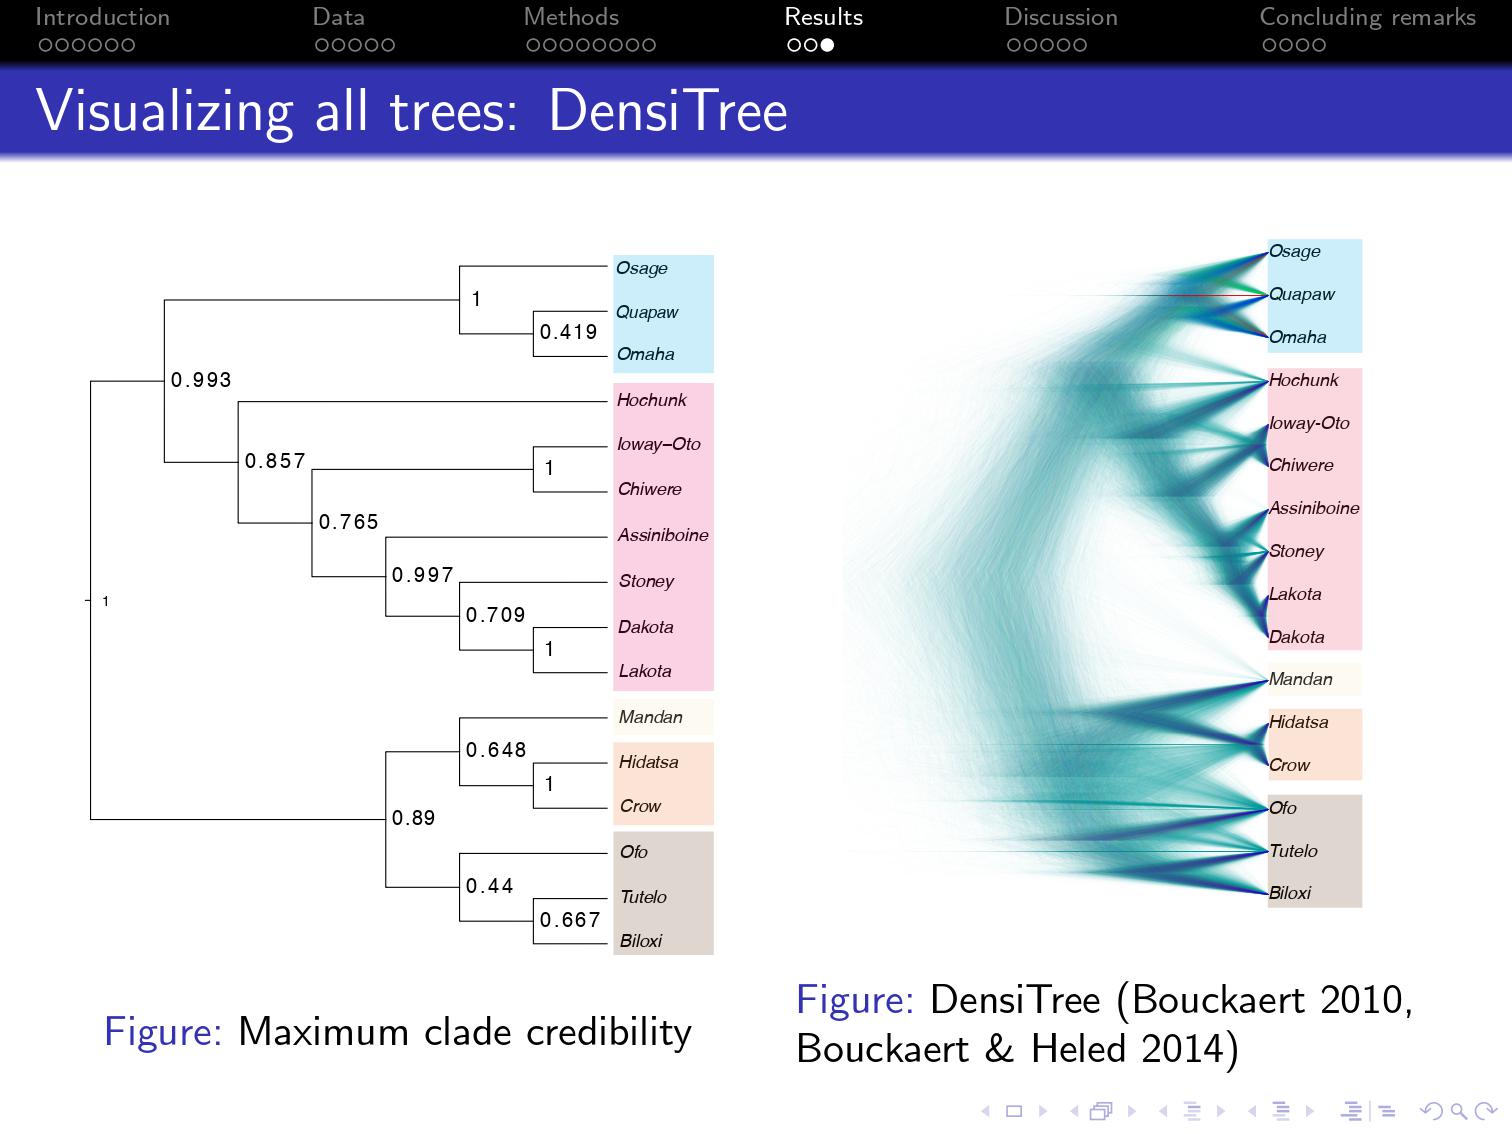 Introduction
Data
Methods
Results
Discussion
Concluding remarks
Visualizing all trees: DensiTree
Osage
1
Quapaw
0.419
Omaha
0.993
Hochunk
0.857
Ioway–Oto
1
Chiwere
0.765
Assiniboine
0.997
Stoney
0.709
Dakota
1
Lakota
1
Mandan
0.648
Hidatsa
1
Crow
0.89
Ofo
0.44
Tutelo
0.667
Biloxi
Figure: Maximum clade credibility
Osage
Quapaw
Omaha
Hochunk
Ioway-Oto
Chiwere
Assiniboine
Stoney
Lakota
Dakota
Mandan
Hidatsa
Crow
Ofo
Tutelo
Biloxi
Figure: DensiTree (Bouckaert 2010,
Bouckaert & Heled 2014)